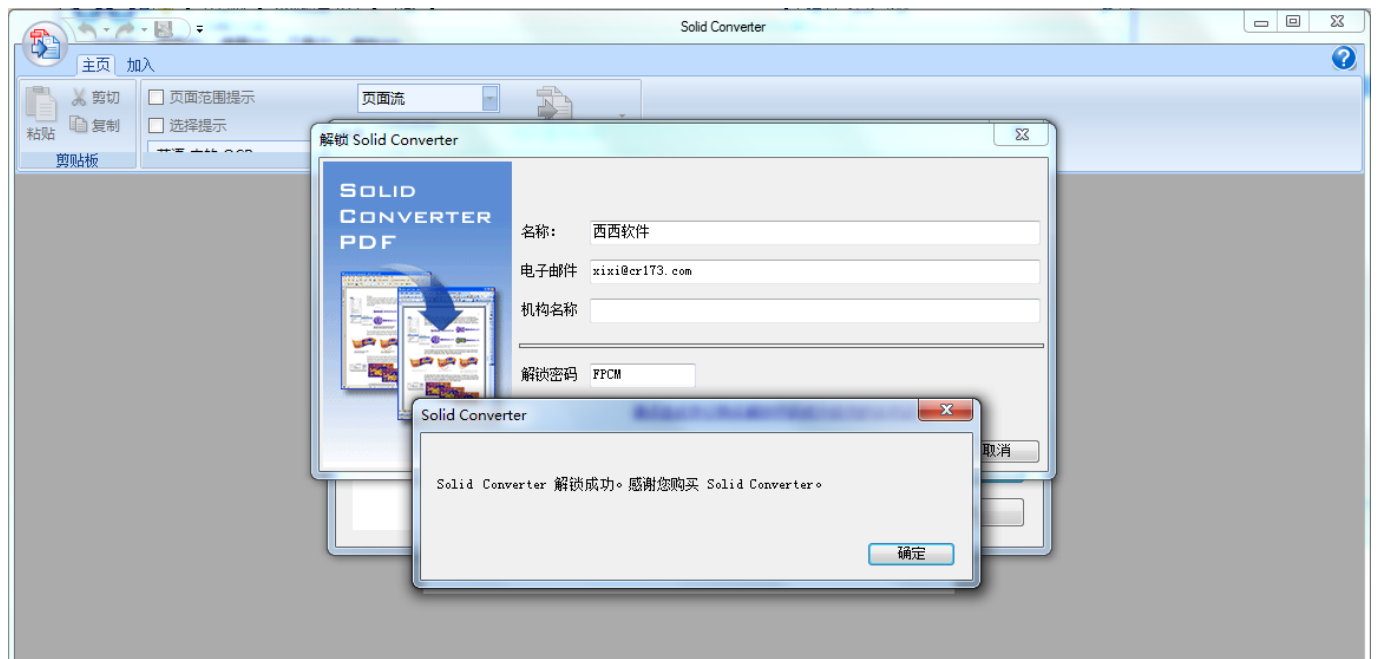 Solid Converter
主页 加入
粘贴
剪切
复制
剪贴板
页面范围提示
选择提示
页面流
解锁 Solid Converter
SOLID
CONVERTER
PDF
名称： 西西软件
电子邮件 xixi@cr173.com
机构名称
解锁密码 FPCM
取消
Solid Converter
Solid Converter 解锁成功。感谢您购买 Solid Converter。
确定